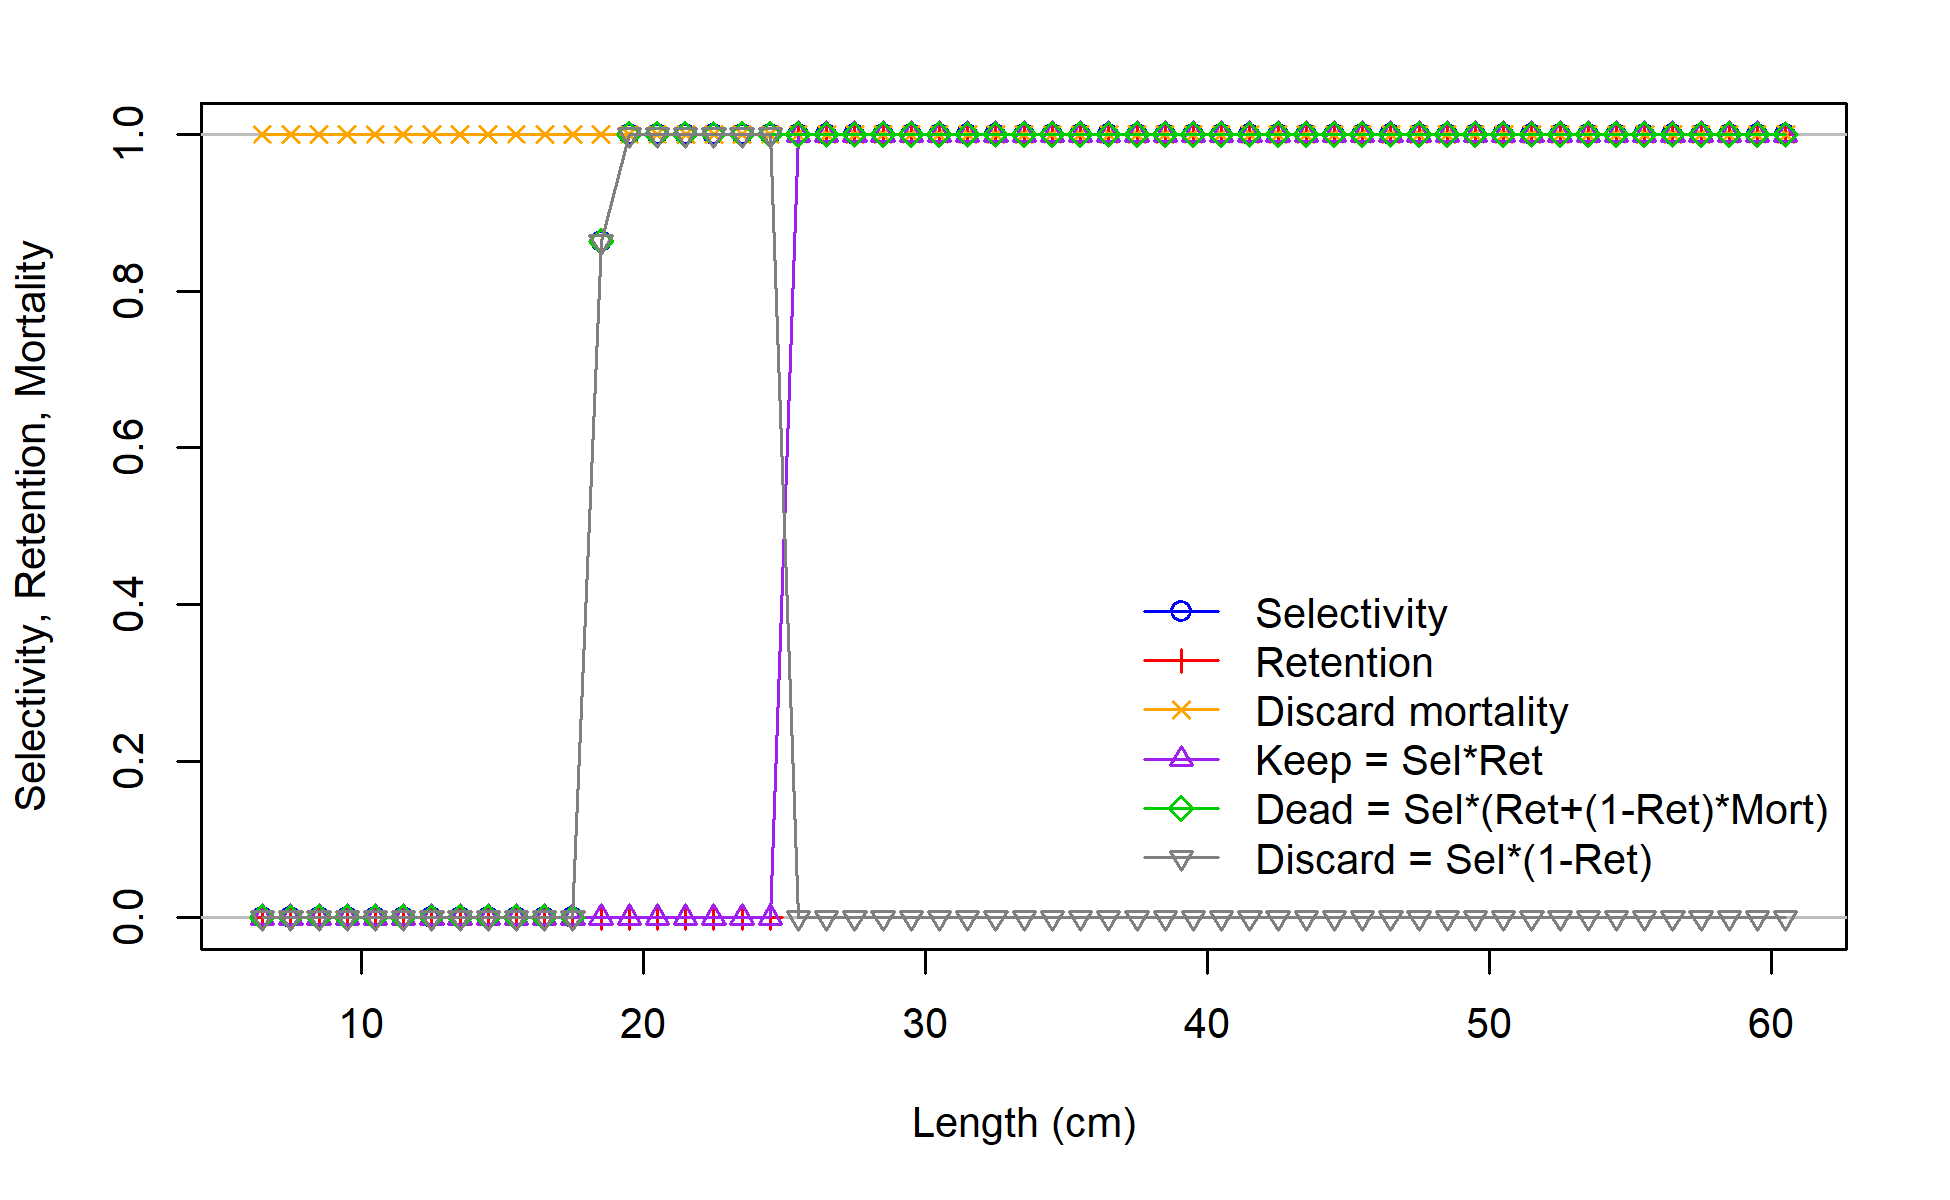 Selectivity, Retention, Mortality
1.0
0.8
0.6
0.4
0.2
0.0
Selectivity
Retention
Discard mortality
Keep = Sel*Ret
Dead = Sel*(Ret+(1-Ret)*Mort)
Discard = Sel*(1-Ret)
10 20 30 40 50 60
Length (cm)